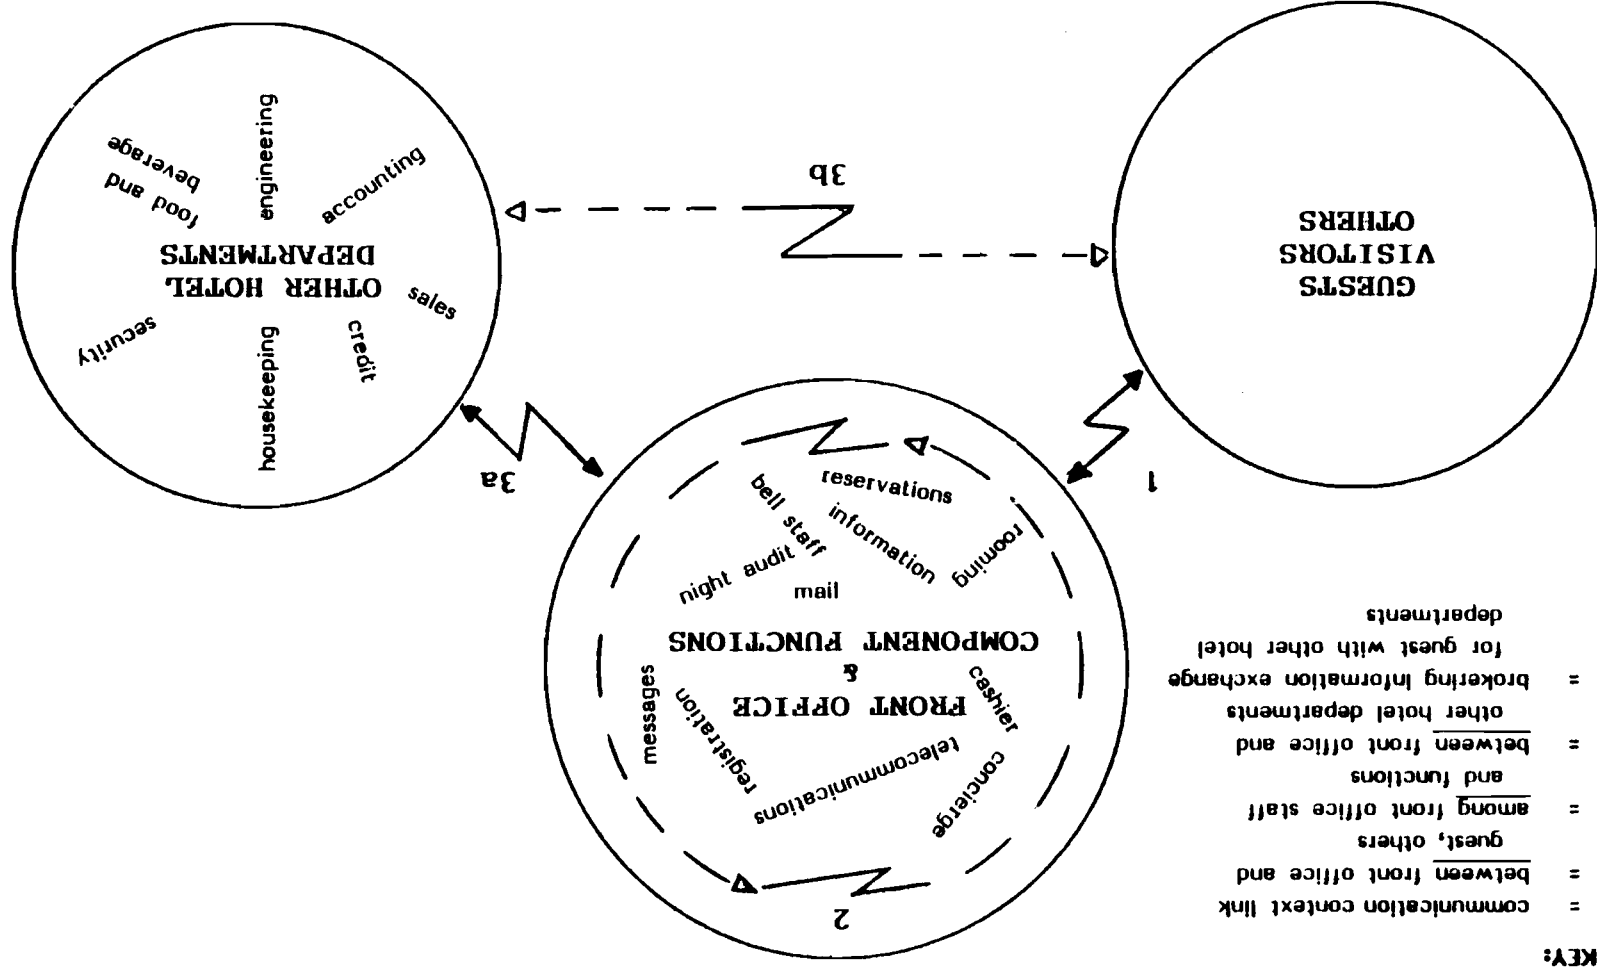 KEY:
= communication context link
= between front office and
guest, others
= among front office staff
and functions
= between front office and
other hotel departments
= brokering information exchange
for guest with other hotel
departments
2
concierge
telecommunications
registration
messages
cashier
FRONT OFFICE
&
COMPONENT FUNCTIONS
mail
night audit
bell staff
information
rooming
reservations
1
3a
GUESTS
VISITORS
OTHERS
3b
housekeeping
credit
security
sales
OTHER HOTEL
DEPARTMENTS
food and
beverage
engineering
accounting